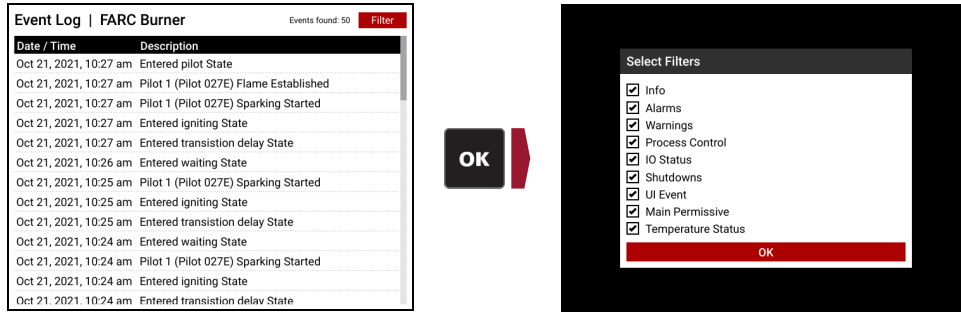 Event Log | FARC Burner
Events found: 50
Filter
Date / Time Description
Oct 21, 2021, 10:27 am Entered pilot State
Oct 21, 2021, 10:27 am Pilot 1 (Pilot 027E) Flame Established
Oct 21, 2021, 10:27 am Pilot 1 (Pilot 027E) Sparking Started
Oct 21, 2021, 10:27 am Entered igniting State
Oct 21, 2021, 10:27 am Entered transistion delay State
Oct 21, 2021, 10:26 am Entered waiting State
Oct 21, 2021, 10:25 am Pilot 1 (Pilot 027E) Sparking Started
Oct 21, 2021, 10:25 am Entered igniting State
Oct 21, 2021, 10:25 am Entered transistion delay State
Oct 21, 2021, 10:24 am Entered waiting State
Oct 21, 2021, 10:24 am Pilot 1 (Pilot 027E) Sparking Started
Oct 21, 2021, 10:24 am Entered igniting State
Oct 21, 2021, 10:24 am Entered transistion delay State
OK
Select Filters
Info
Alarms
Warnings
Process Control
IO Status
Shutdowns
UI Event
Main Permissive
Temperature Status
OK